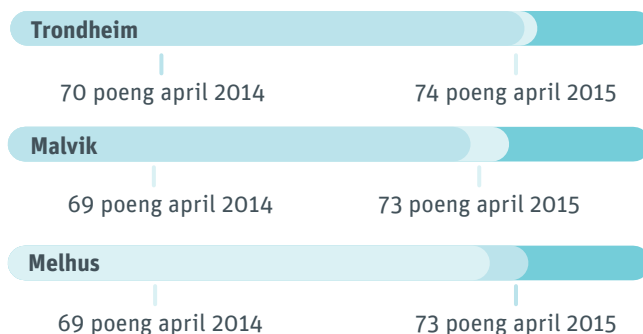 Trondheim
70 poeng april 2014 74 poeng april 2015
Malvik
69 poeng april 2014 73 poeng april 2015
Melhus
69 poeng april 2014 73 poeng april 2015